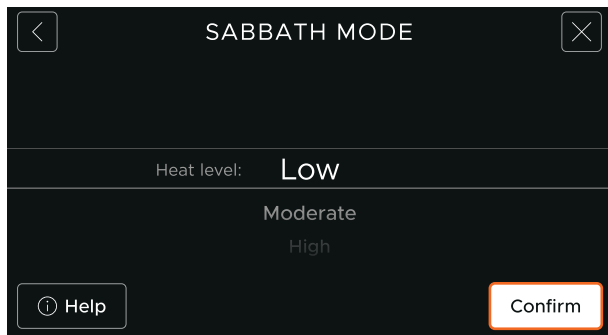 SABBATH MODE
Heat level: Low
Moderate
High
Help
Confirm